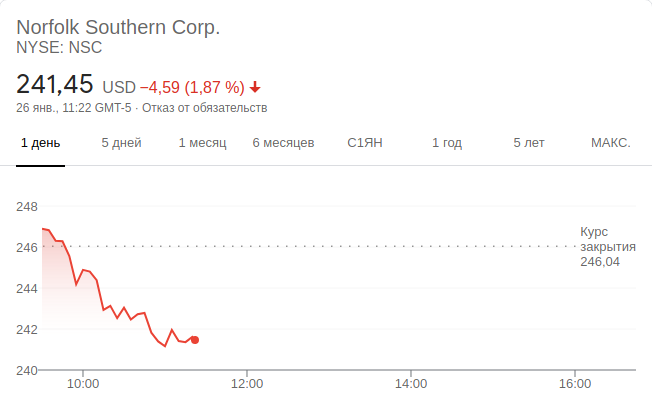 Norfolk Southern Corp.
NYSE: NSC
241,45 USD −4,59 (1,87 %)
26 янв., 11:22 GMT-5 · Отказ от обязательств
1 день 5 дней 1 месяц 6 месяцев С1ЯН 1 год 5 лет МАКС.
248
246
244
242
240
Курс
закрытия
246,04
10:00 12:00 14:00 16:00